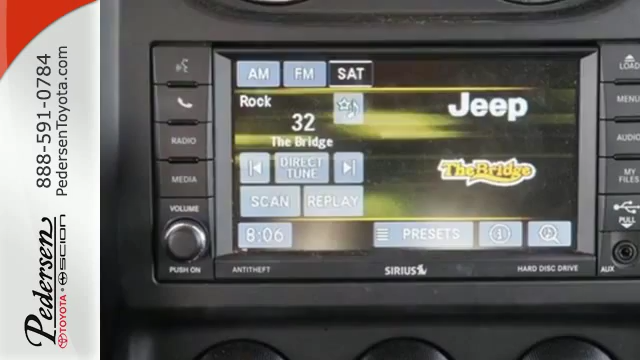 888-591-0784
PedersenToyota.com
Pedersen
TOYOTA • SCION
RADIO
MEDIA
VOLUME
PUSH ON
AM FM SAT
Rock
32
The Bridge
Jeep
The Bridge
DIRECT
TUNE
SCAN REPLAY
8:06 PRESETS
ANTITHEFT SIRIUS HARD DISC DRIVE
LOAD
MENU
AUDIO
MY
FILES
PULL
AUX